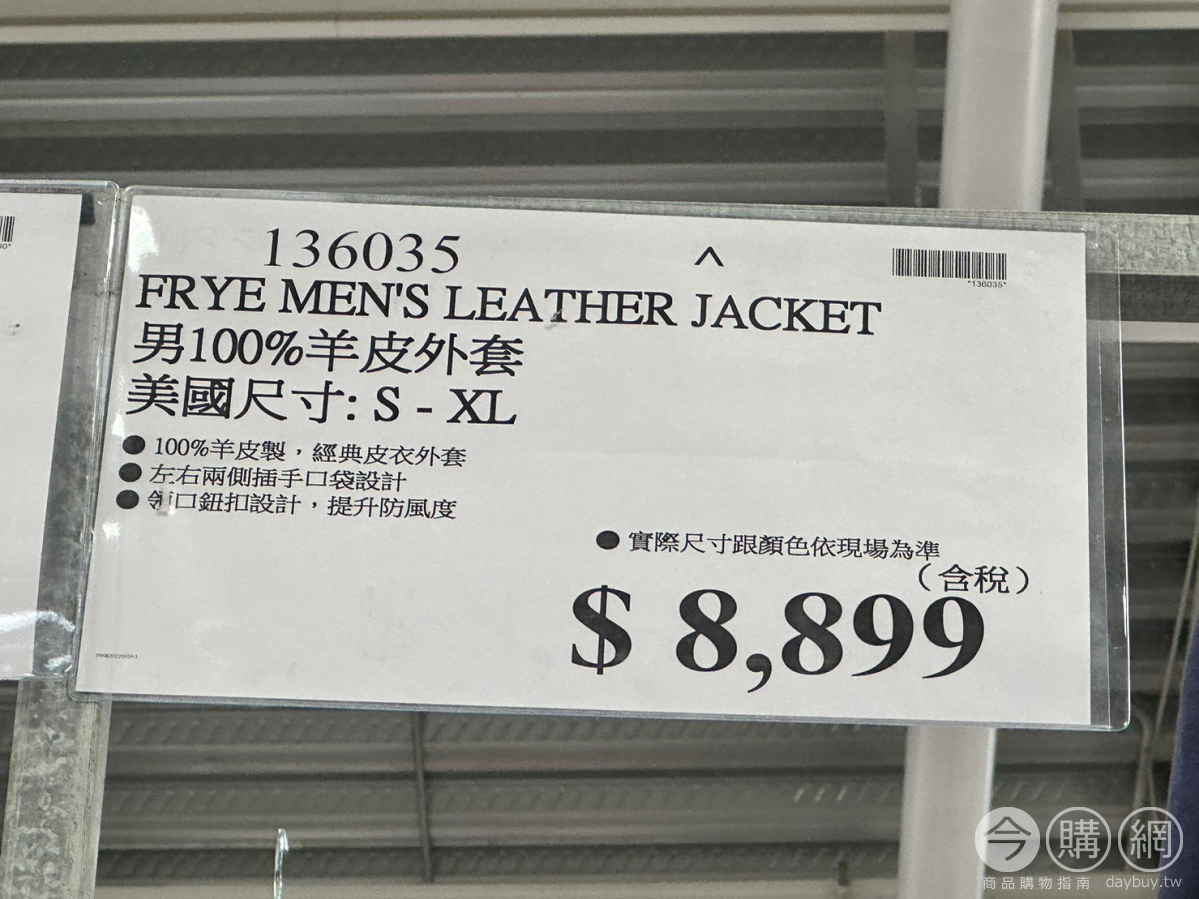 136035
^
*136035*
FRYE MEN'S LEATHER JACKET
男100%羊皮外套
美國尺寸: S - XL
● 100%羊皮製，經典皮衣外套
● 左右兩側插手口袋設計
● 領口鈕扣設計，提升防風度
● 實際尺寸跟顏色依現場為準
（含稅）
$ 8,899
今購網
商品購物指南 daybuy.tw